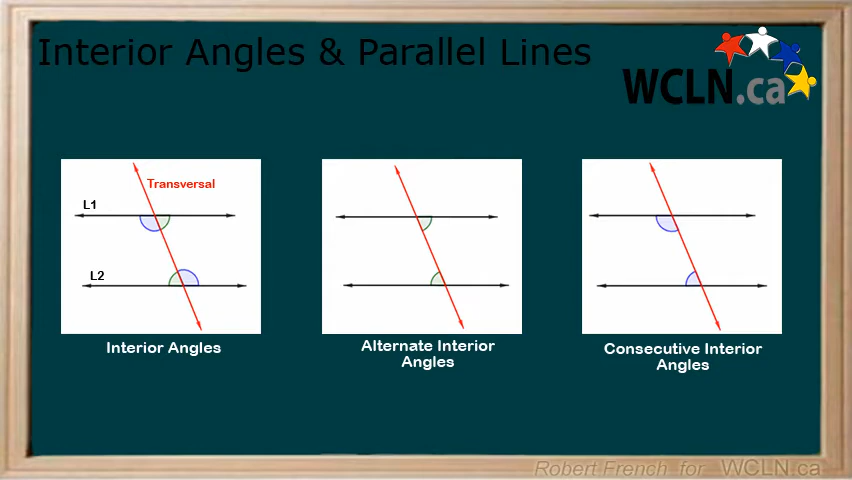 Interior Angles & Parallel Lines
WCLN.ca
Transversal
L1
L2
Interior Angles
Alternate Interior
Angles
Consecutive Interior
Angles
Robert French for WCLN.ca